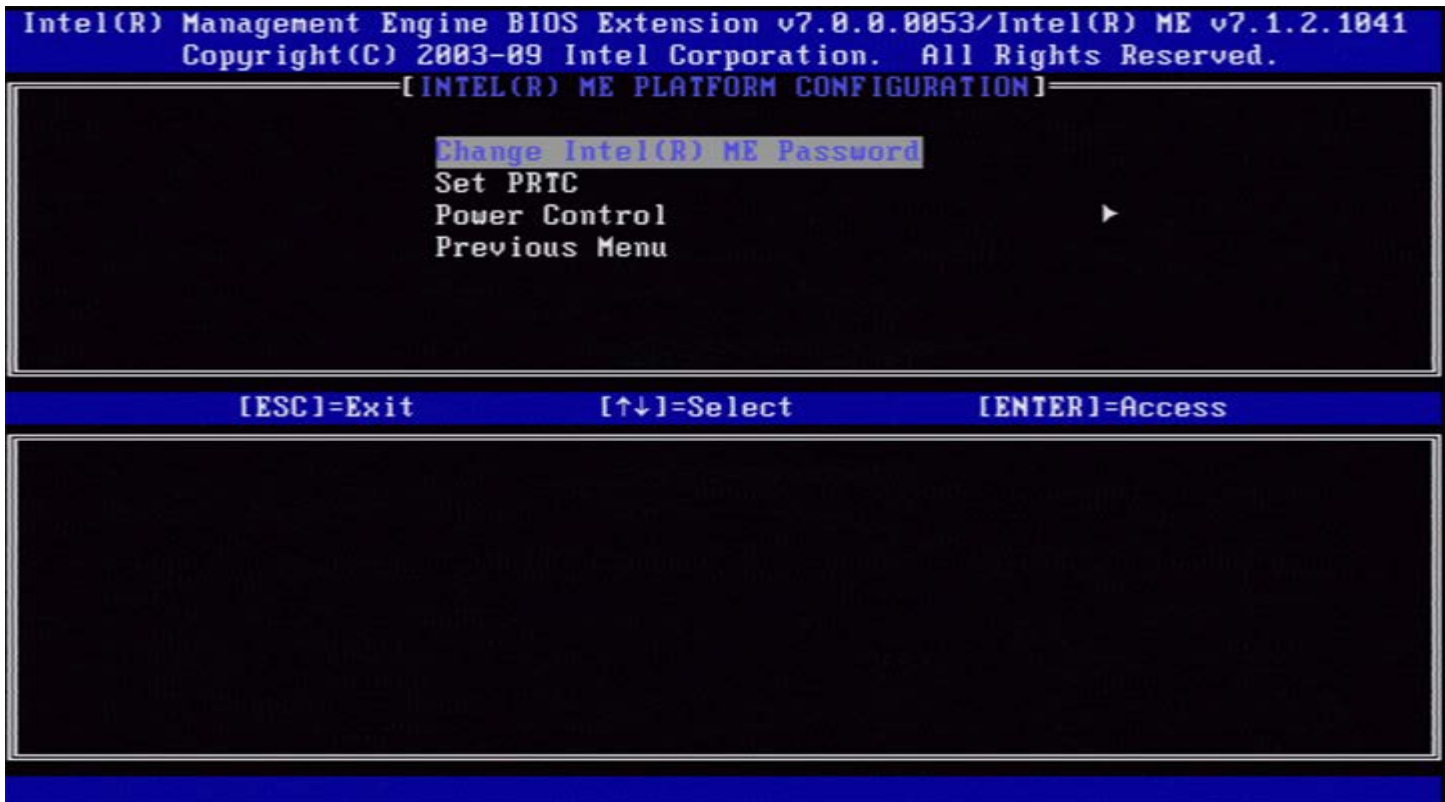 Intel(R) Management Engine BIOS Extension v7.0.0.0053/Intel(R) ME v7.1.2.1041
Copyright(C) 2003-09 Intel Corporation. All Rights Reserved.
[INTEL(R) ME PLATFORM CONFIGURATION]
Change Intel(R) ME Password
Set PRTC
Power Control ►
Previous Menu
[ESC]=Exit [↑↓]=Select [ENTER]=Access